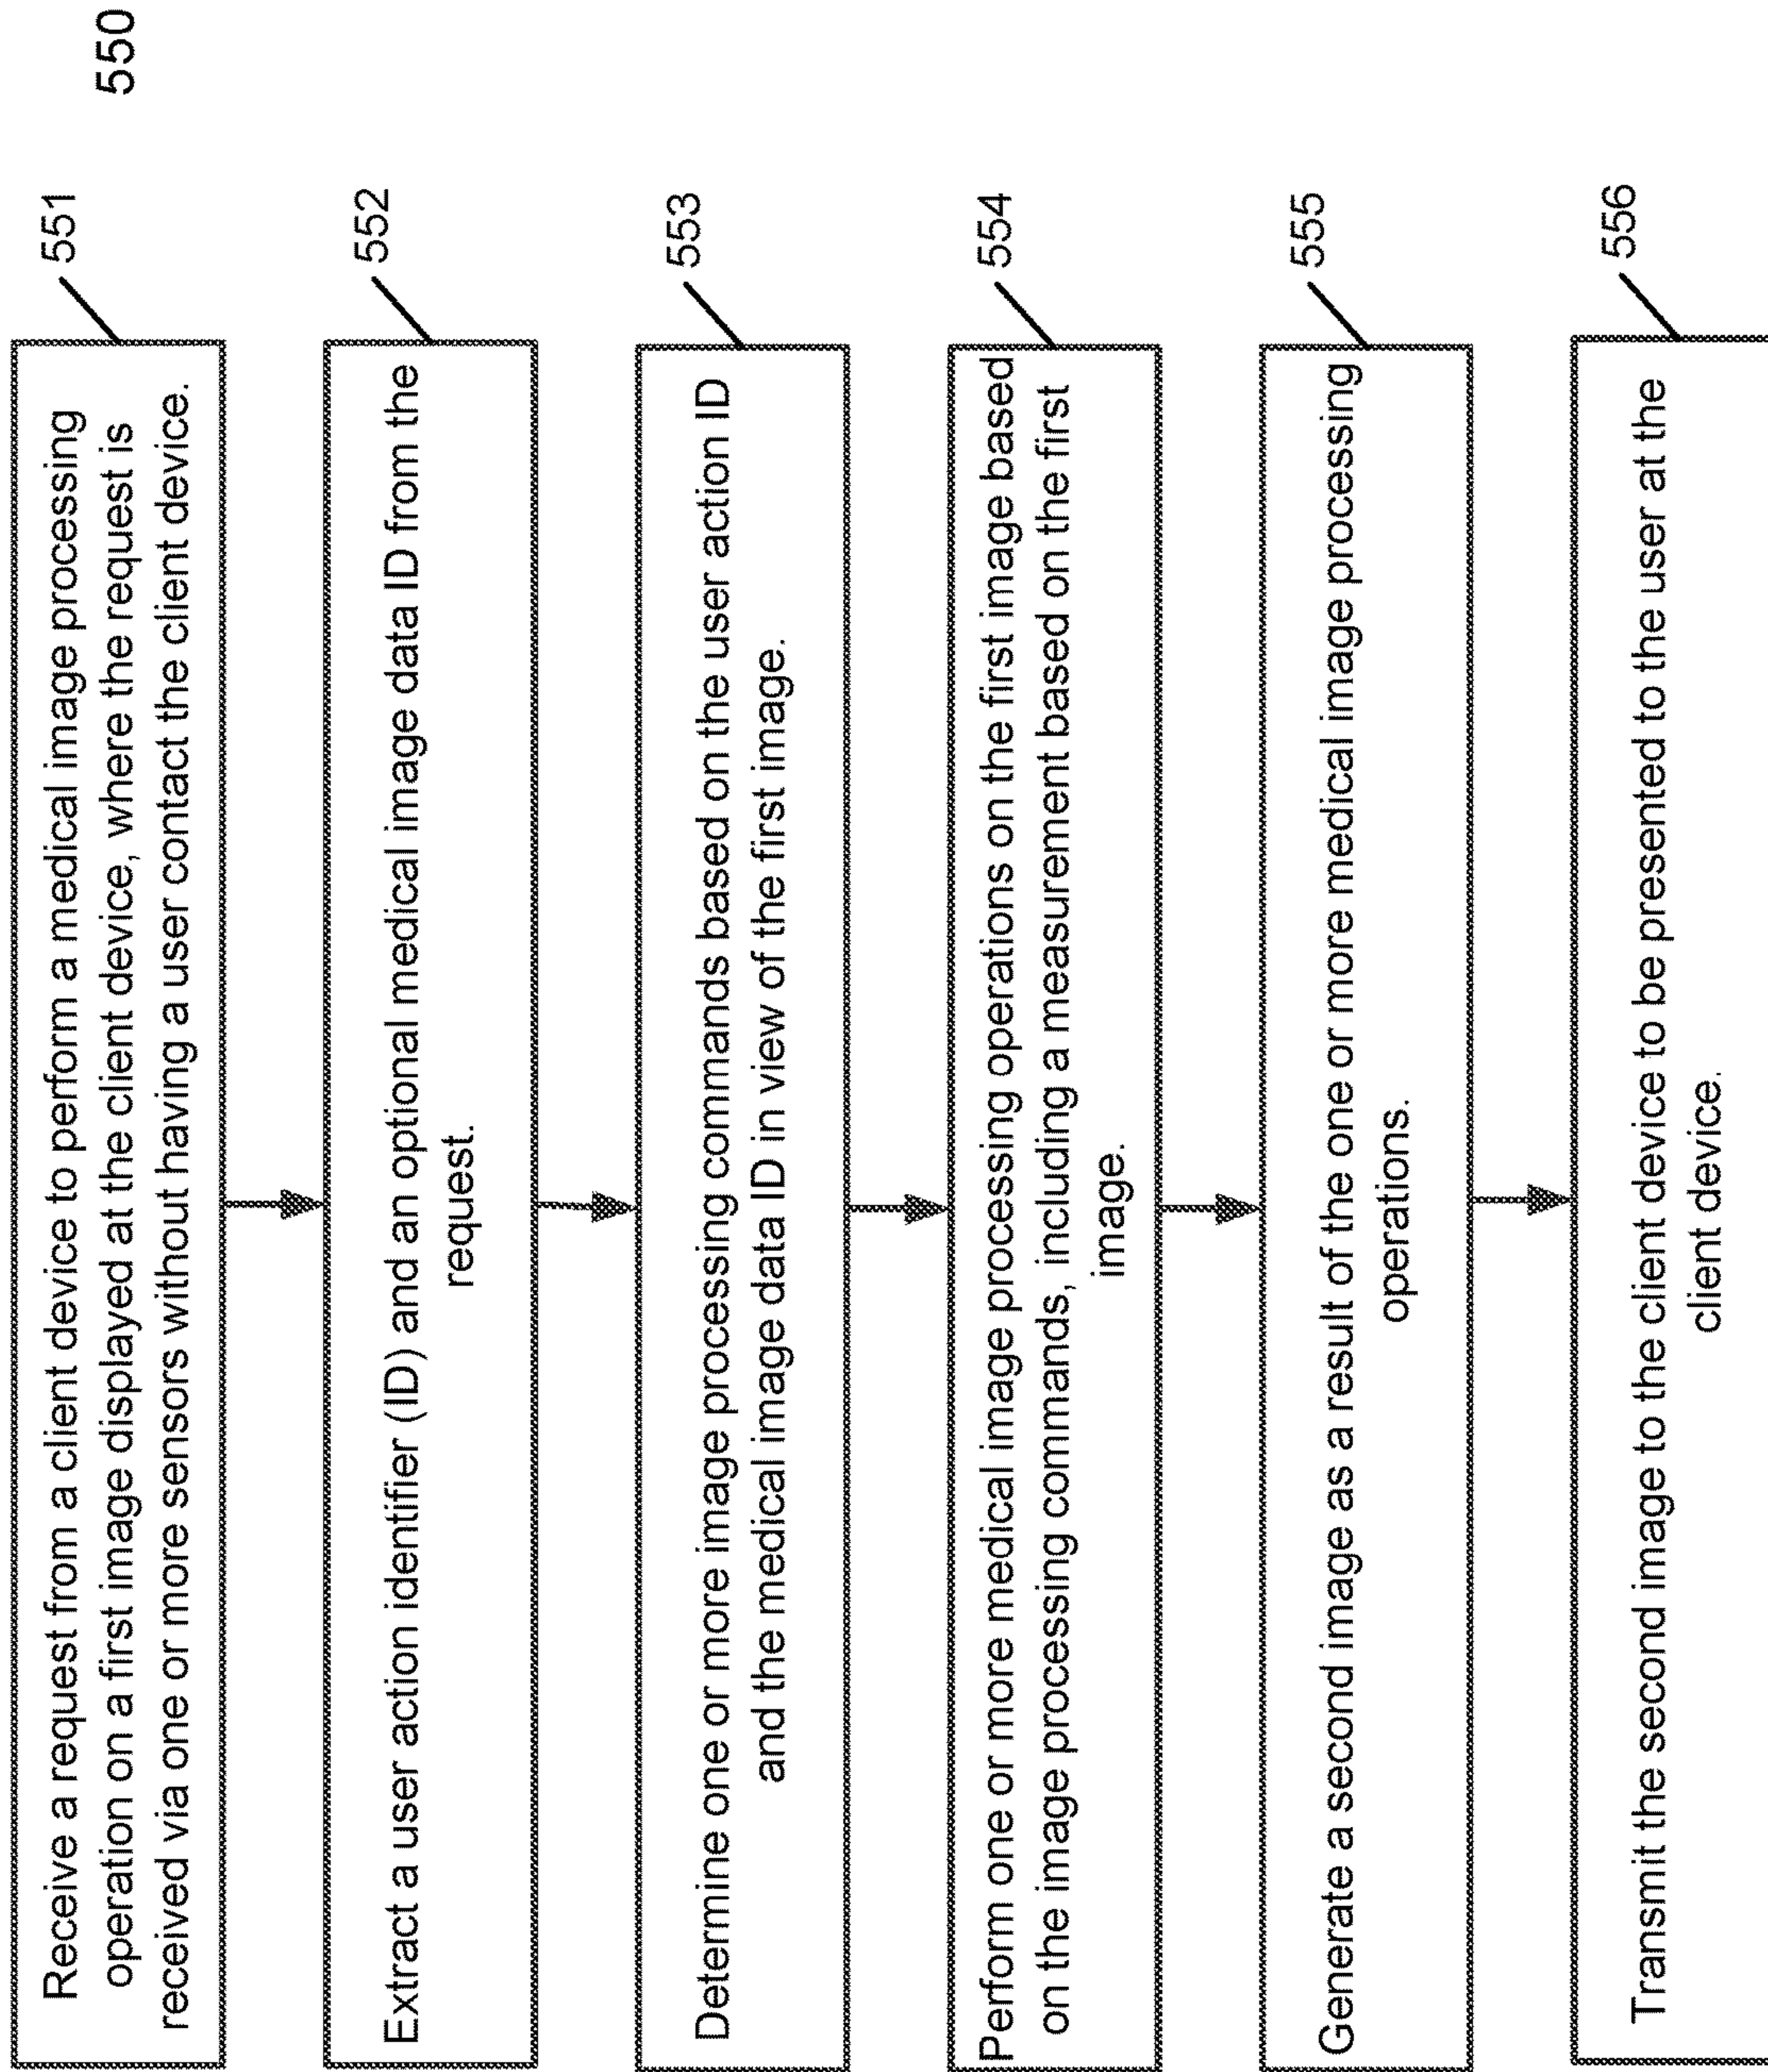 550
551
Receive a request from a client device to perform a medical image processing
operation on a first image displayed at the client device, where the request is
received via one or more sensors without having a user contact the client device.
552
Extract a user action identifier (ID) and an optional medical image data ID from the
request.
553
Determine one or more image processing commands based on the user action ID
and the medical image data ID in view of the first image.
554
Perform one or more medical image processing operations on the first image based
on the image processing commands, including a measurement based on the first
image.
555
Generate a second image as a result of the one or more medical image processing
operations.
556
Transmit the second image to the client device to be presented to the user at the
client device.